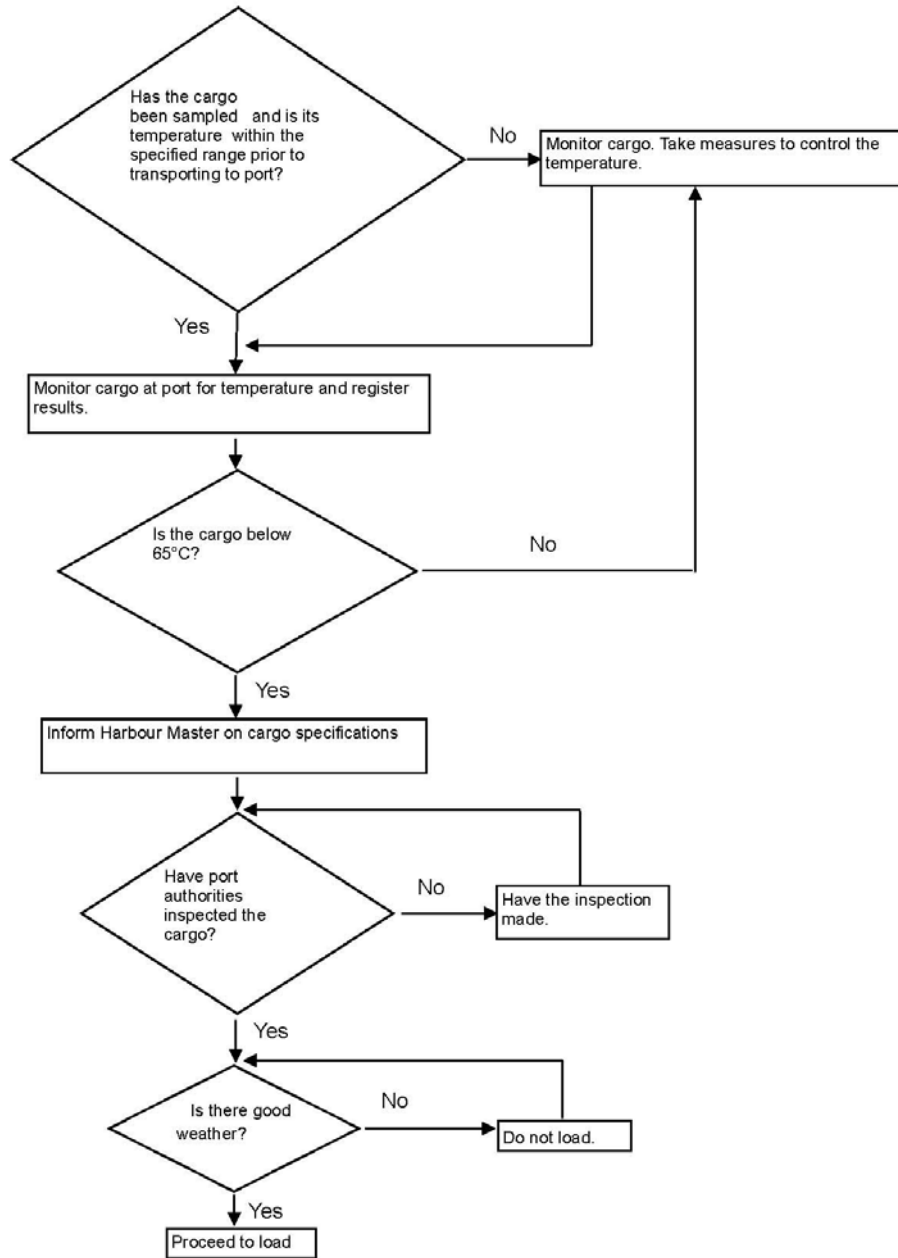 Has the cargo
been sampled and is its
temperature within the
specified range prior to
transporting to port?
No
Monitor cargo. Take measures to control the
temperature.
Yes
Monitor cargo at port for temperature and register
results.
Is the cargo below
65°C?
No
Yes
Inform Harbour Master on cargo specifications
Have port
authorities
inspected the
cargo?
No
Have the inspection
made.
Yes
Is there good
weather?
No
Do not load.
Yes
Proceed to load